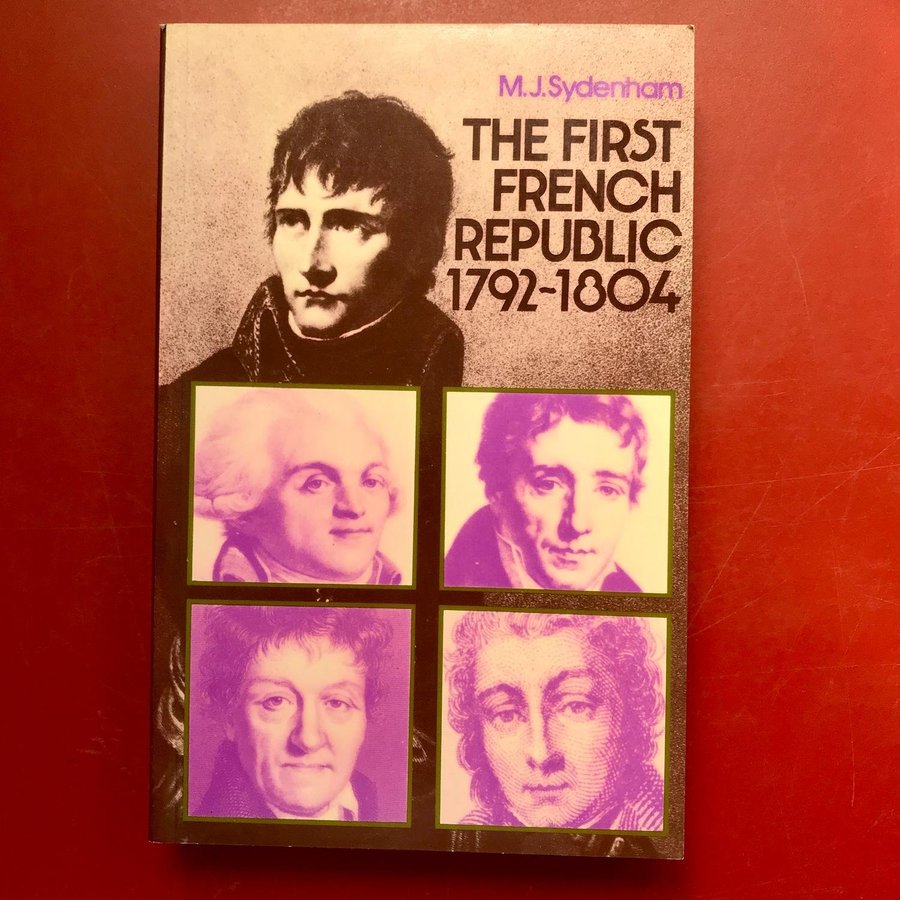 M.J.Sydenham
THE FIRST
FRENCH
REPUBLIC
1792-1804